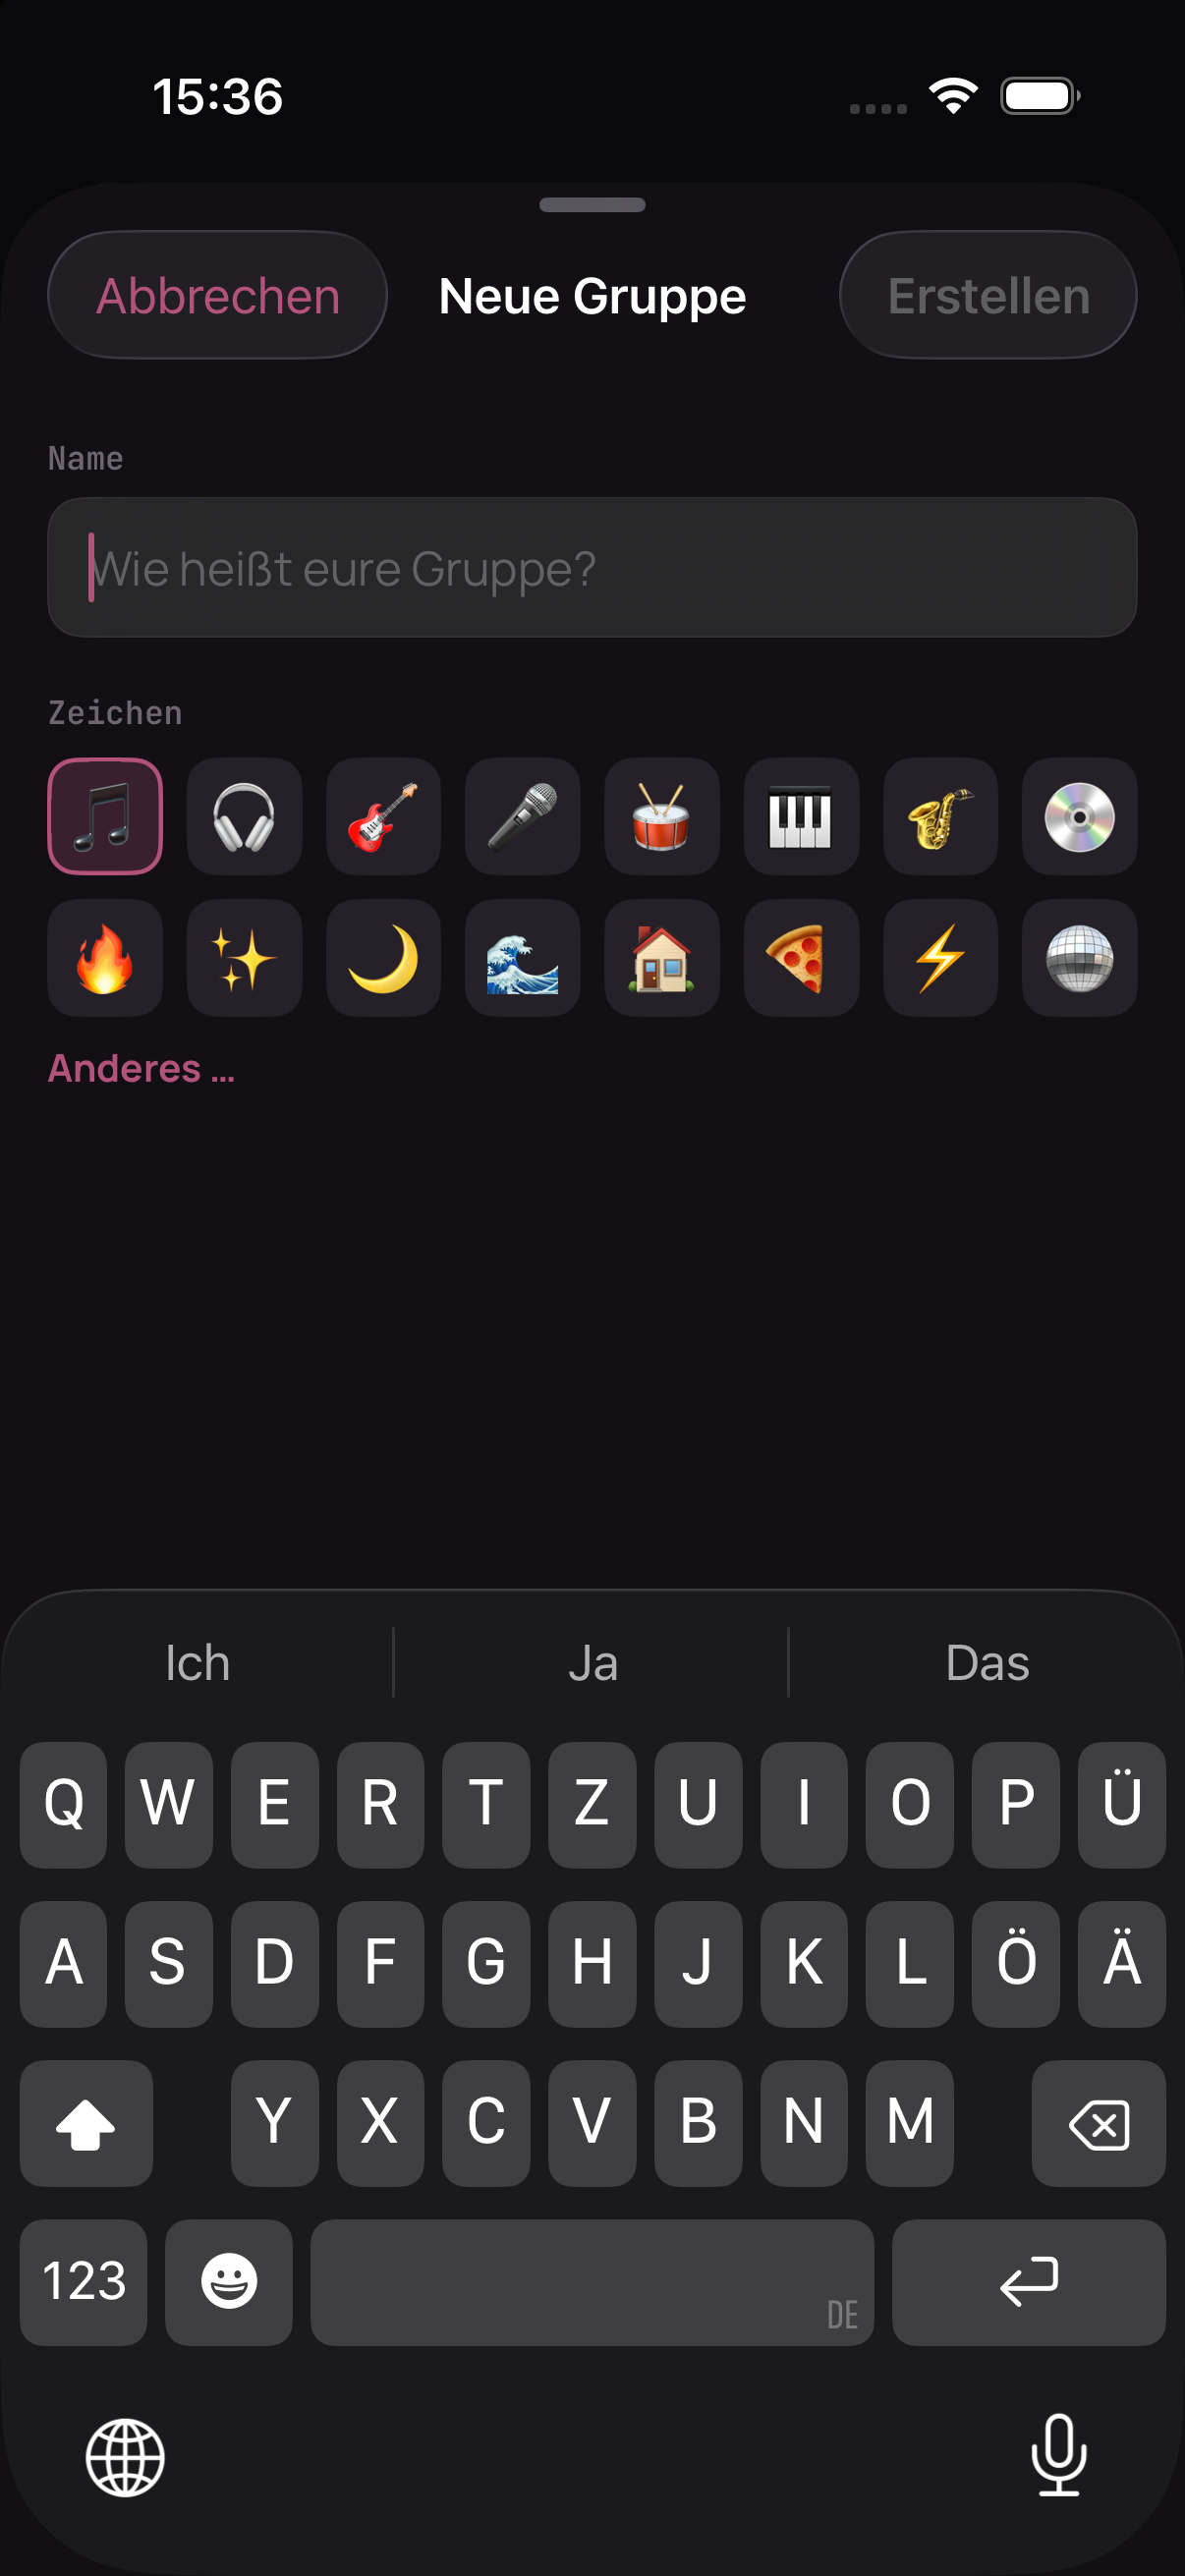 15:36
Abbrechen
Neue Gruppe
Erstellen
Name
Wie heißt eure Gruppe?
Zeichen
Anderes …
Ich
Ja
Das
Q W E R T Z U I O P Ü
A S D F G H J K L Ö Ä
Y X C V B N M
123
DE